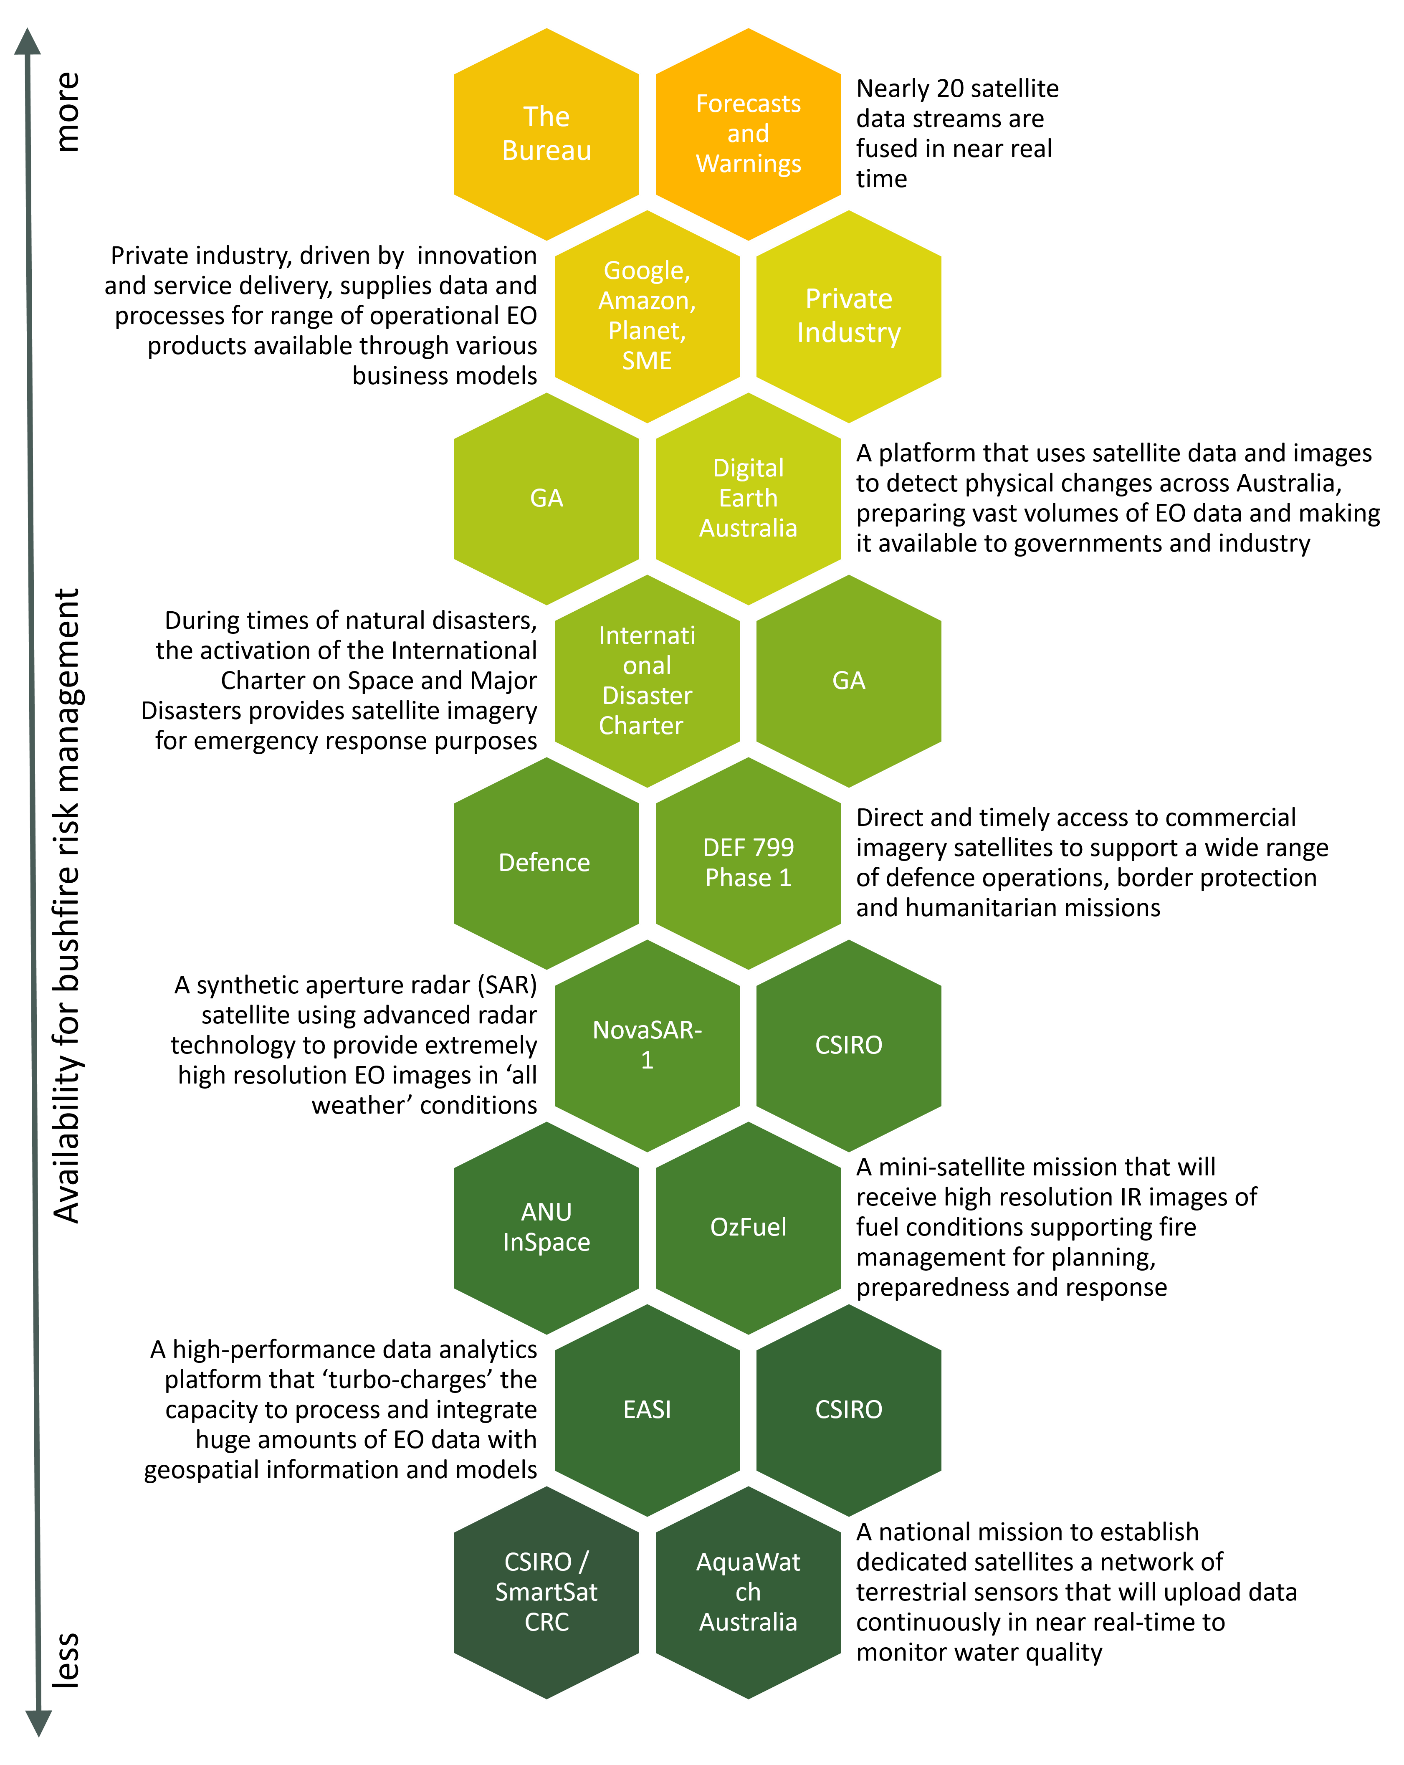 more
Availability for bushfire risk management
less
The
Bureau
Forecasts
and
Warnings
Nearly 20 satellite
data streams are
fused in near real
time
Private industry, driven by  innovation
and service delivery, supplies data and
processes for range of operational EO
products available through various
business models
Google,
Amazon,
Planet,
SME
Private
Industry
GA
Digital
Earth
Australia
A platform that uses satellite data and images
to detect physical changes across Australia,
preparing vast volumes of EO data and making
it available to governments and industry
During times of natural disasters,
the activation of the International
Charter on Space and Major
Disasters provides satellite imagery
for emergency response purposes
Internati
onal
Disaster
Charter
GA
Defence
DEF 799
Phase 1
Direct and timely access to commercial
imagery satellites to support a wide range
of defence operations, border protection
and humanitarian missions
A synthetic aperture radar (SAR)
satellite using advanced radar
technology to provide extremely
high resolution EO images in ‘all
weather’ conditions
NovaSAR-
1
CSIRO
ANU
InSpace
OzFuel
A mini-satellite mission that will
receive high resolution IR images of
fuel conditions supporting fire
management for planning,
preparedness and response
A high-performance data analytics
platform that ‘turbo-charges’ the
capacity to process and integrate
huge amounts of EO data with
geospatial information and models
EASI
CSIRO
CSIRO /
SmartSat
CRC
AquaWat
ch
Australia
A national mission to establish
dedicated satellites a network of
terrestrial sensors that will upload data
continuously in near real-time to
monitor water quality